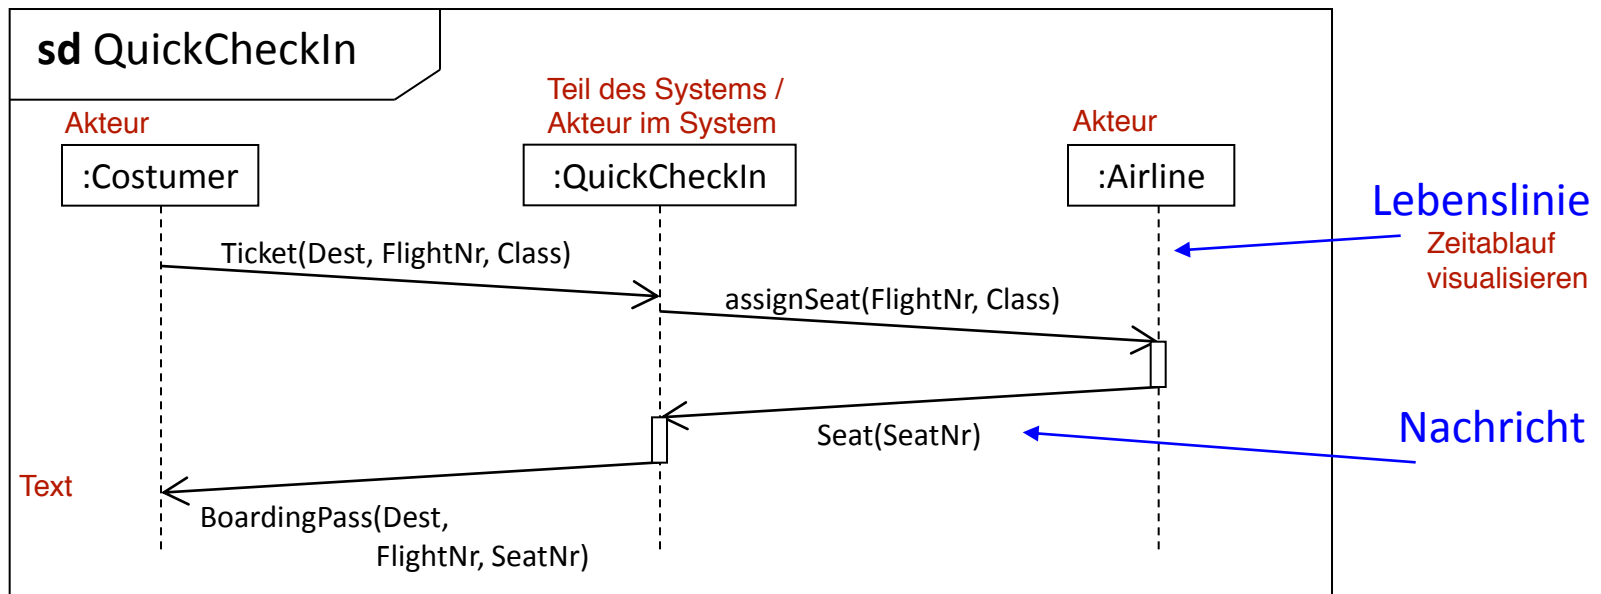 sd QuickCheckIn
Teil des Systems /
Akteur im System
Akteur
Akteur
:Costumer
:QuickCheckIn
:Airline
Lebenslinie
Zeitablauf
visualisieren
Ticket(Dest, FlightNr, Class)
assignSeat(FlightNr, Class)
Seat(SeatNr)
Nachricht
Text
BoardingPass(Dest,
FlightNr, SeatNr)